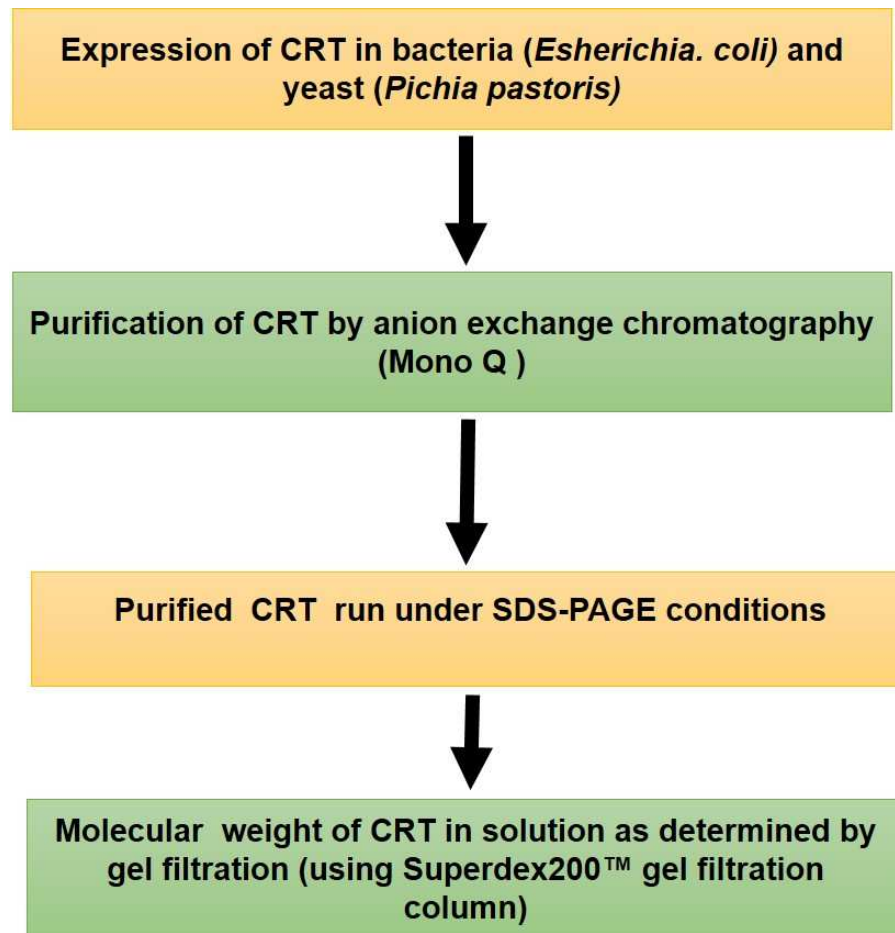 Expression of CRT in bacteria (Esherichia. coli) and
yeast (Pichia pastoris)
Purification of CRT by anion exchange chromatography
(Mono Q )
Purified CRT run under SDS-PAGE conditions
Molecular weight of CRT in solution as determined by
gel filtration (using Superdex200™ gel filtration
column)